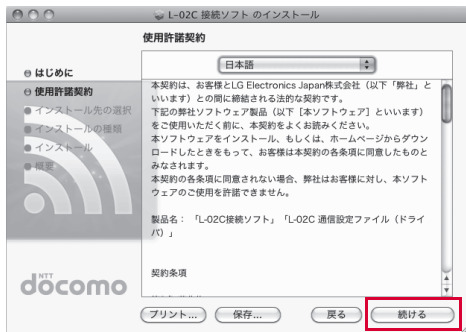 L-02C 接続ソフト のインストール
使用許諾契約
はじめに
使用許諾契約
インストール先の選択
インストールの種類
インストール
概要
日本語
本契約は、お客様とLG Electronics Japan株式会社（以下「弊社」と
いいます）との間に締結される法的な契約です。
下記の弊社ソフトウェア製品（以下［本ソフトウェア］といいます）
をご使用いただく前に、本契約をよくお読みください。
本ソフトウェアをインストール、もしくは、ホームページからダウン
ロードしたときをもって、お客様は本契約の各条項に同意したものと
みなされます。
本契約の各条項に同意されない場合、弊社はお客様に対し、本ソフト
ウェアのご使用を許諾できません。
製品名： 「L-02C接続ソフト」「L-02C 通信設定ファイル（ドライ
バ）」
契約条項
NTT
docomo
プリント...
保存...
戻る
続ける